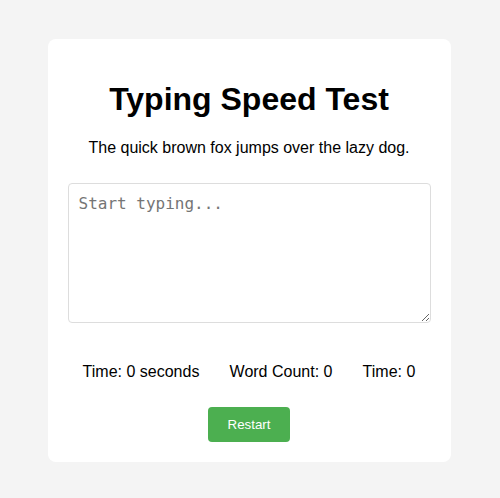 Typing Speed Test
The quick brown fox jumps over the lazy dog.
Start typing...
Time: 0 seconds Word Count: 0 Time: 0
Restart